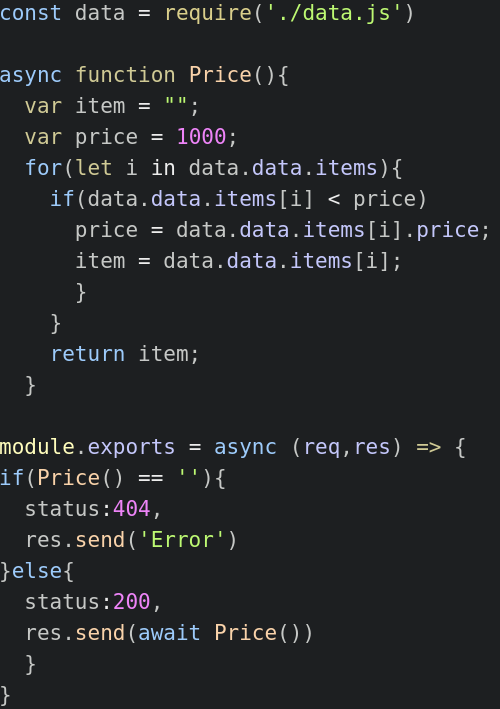 const data = require('./data.js')

async function Price(){
  var item = "";
  var price = 1000;
  for(let i in data.data.items){
    if(data.data.items[i] < price)
      price = data.data.items[i].price;
      item = data.data.items[i];
      }
    }
    return item;
  }

module.exports = async (req,res) => {
if(Price() == ''){
  status:404,
  res.send('Error')
}else{
  status:200,
  res.send(await Price())
  }
}